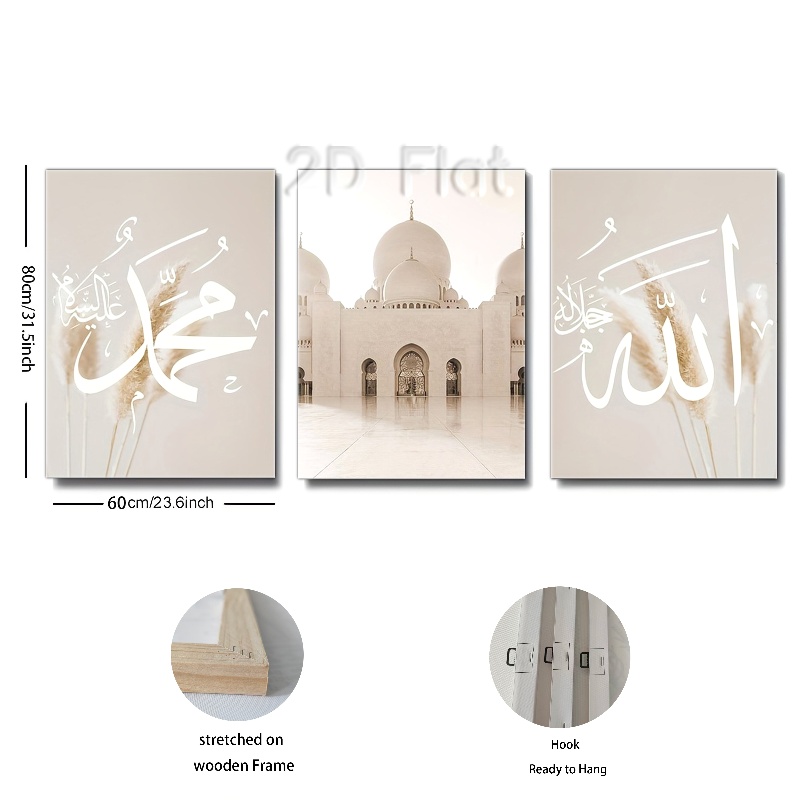 2D Flat
محمد
عليه السلام
الله
جل جلاله
80cm/31.5inch
60cm/23.6inch
stretched on
wooden Frame
Hook
Ready to Hang